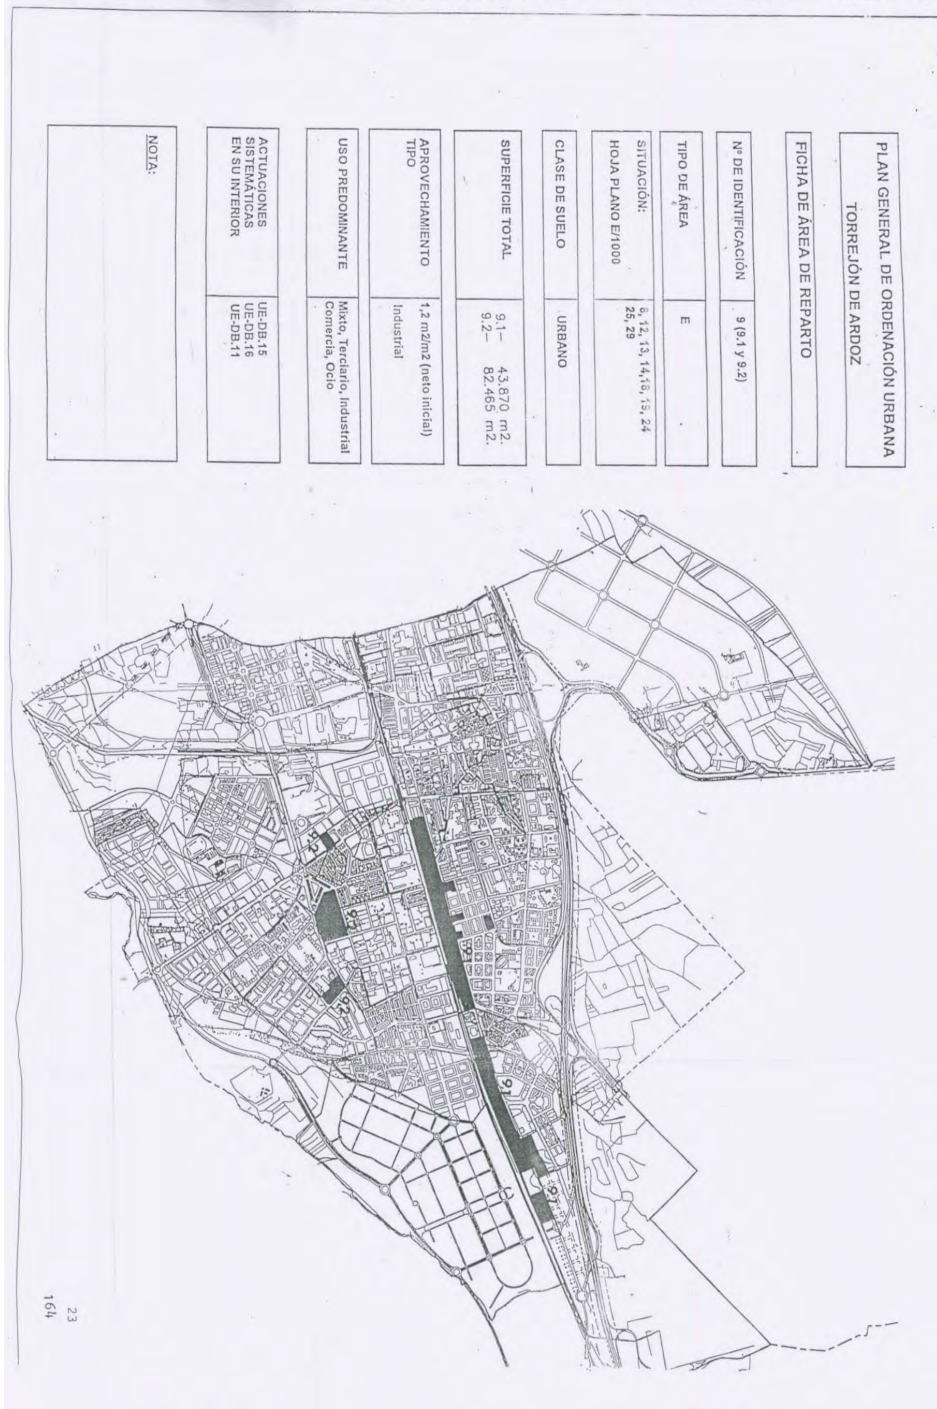 PLAN GENERAL DE ORDENACIÓN URBANA
TORREJÓN DE ARDOZ
FICHA DE ÁREA DE REPARTO
Nº DE IDENTIFICACIÓN
9 (9.1 y 9.2)
TIPO DE ÁREA
E
SITUACIÓN:
HOJA PLANO E/1000
8, 12, 13, 14,18, 19, 24
25, 29
CLASE DE SUELO
URBANO
SUPERFICIE TOTAL
9.1– 43.870 m2.
9.2– 82.465 m2.
APROVECHAMIENTO
TIPO
1,2 m2/m2 (neto inicial)
Industrial
USO PREDOMINANTE
Mixto, Terciario, Industrial
Comercia, Ocio
ACTUACIONES
SISTEMÁTICAS
EN SU INTERIOR
UE-DB.15
UE-DB.16
UE-DB.11
NOTA:
9.1
9.1
9.2
9.2
23
164